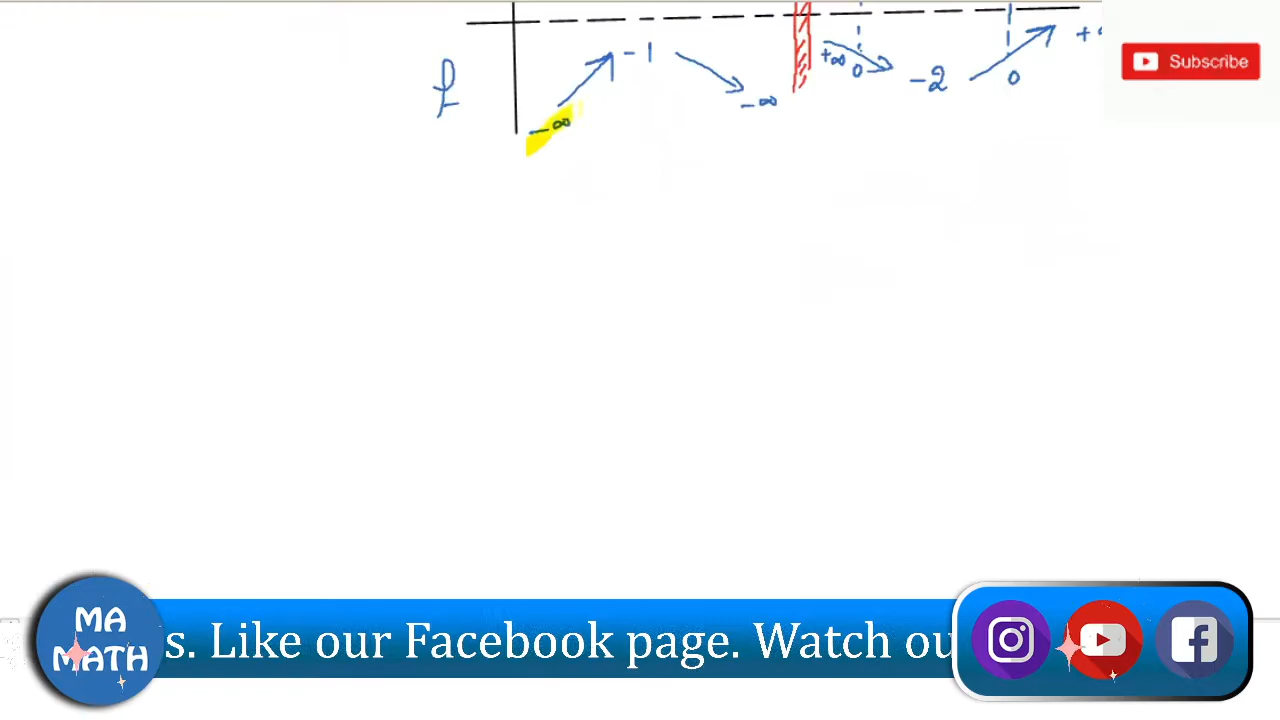 f
-∞
-1
-∞
+∞
0
-2
0
+∞
Subscribe
MA
MATH
s. Like our Facebook page. Watch ou